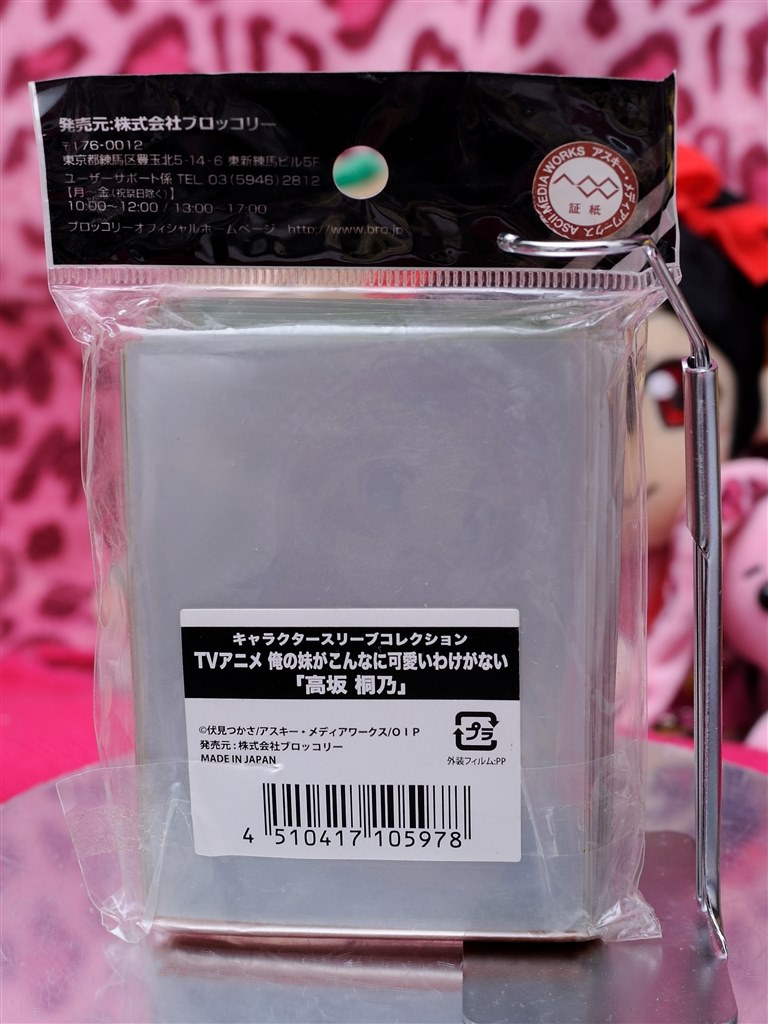 発売元:株式会社ブロッコリー
〒176-0012
東京都練馬区豊玉北5-14-6 東新練馬ビル5F
ユーザーサポート係 TEL. 03(5946)2812
【月～金(祝祭日除く)】
10:00～12:00 / 13:00～17:00
ブロッコリーオフィシャルホームページ http://www.bro.jp
アスキー・メディアワークス ASCII MEDIA WORKS
証紙
キャラクタースリーブコレクション
TVアニメ 俺の妹がこんなに可愛いわけがない
「高坂 桐乃」
©伏見つかさ/アスキー・メディアワークス/OIP
発売元:株式会社ブロッコリー
MADE IN JAPAN
プラ
外装フィルム:PP
4 510417 105978